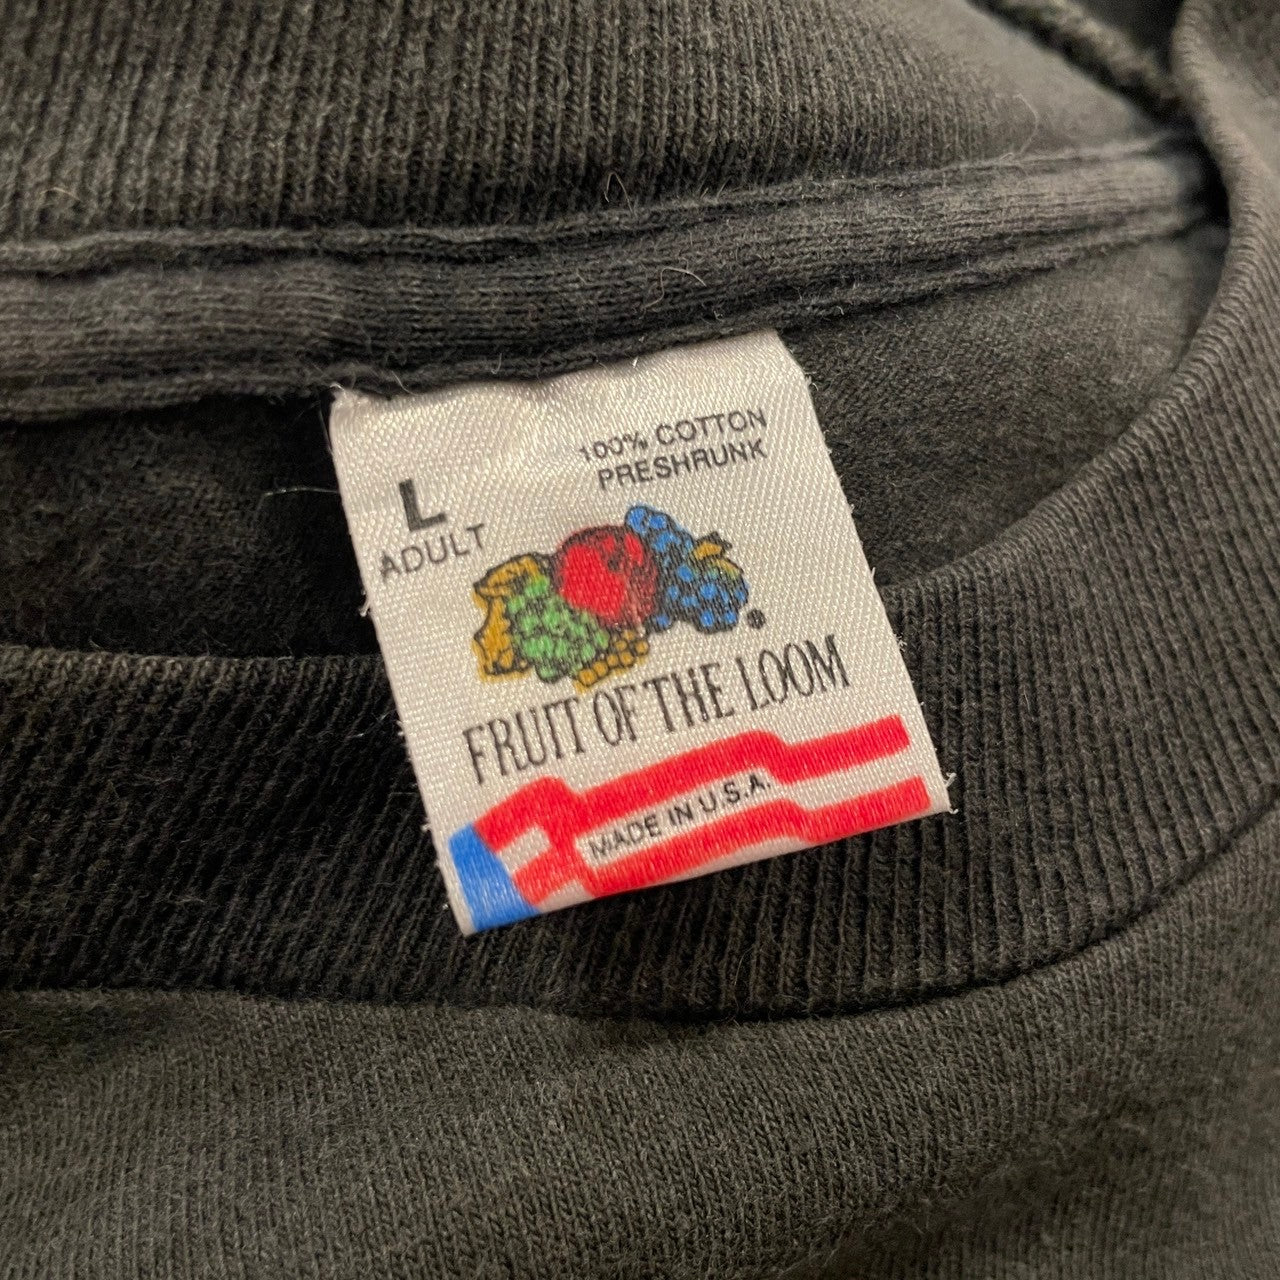 100% COTTON
PRESHRUNK
L
ADULT
FRUIT OF THE LOOM
MADE IN U.S.A.